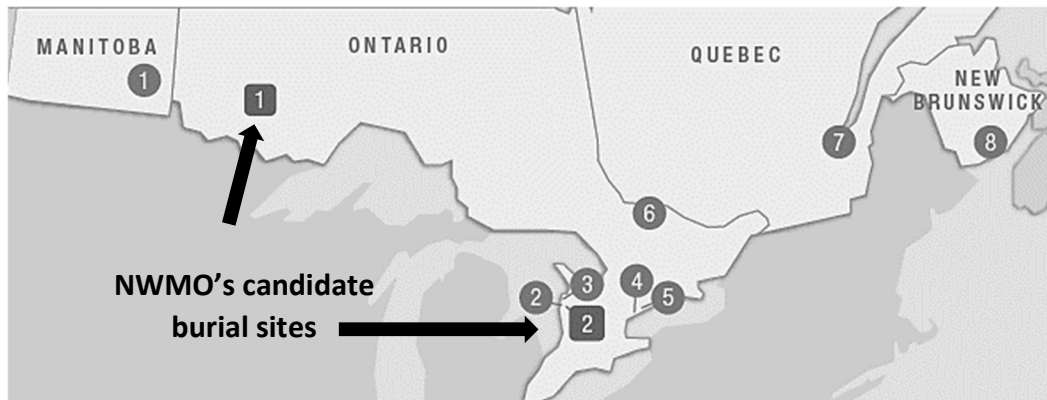 MANITOBA
ONTARIO
QUEBEC
NEW
BRUNSWICK
1
1
7
8
6
NWMO’s candidate
burial sites
2
3
4
5
2